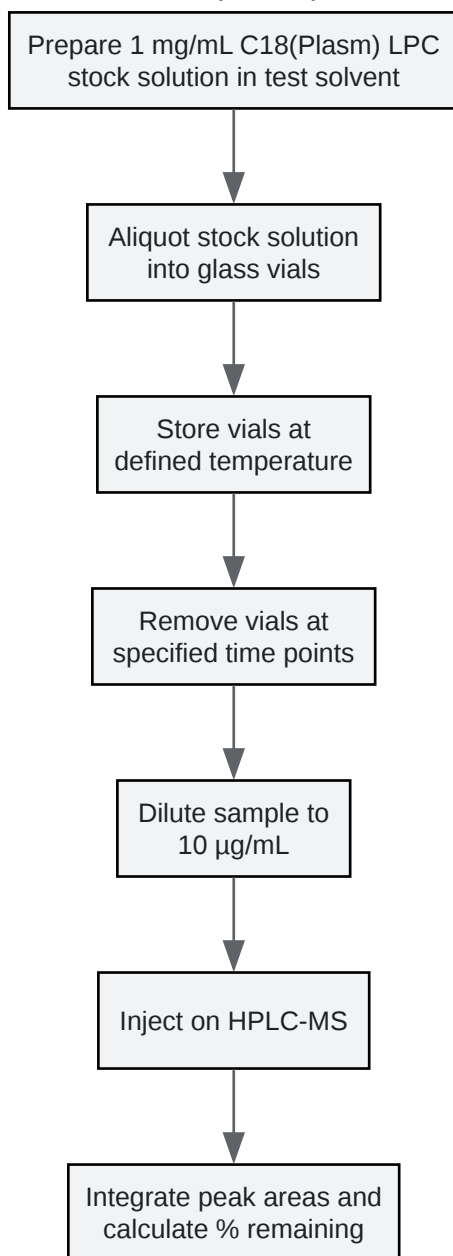 Prepare 1 mg/mL C18(Plasm) LPC
stock solution in test solvent
Aliquot stock solution
into glass vials
Store vials at
defined temperature
Remove vials at
specified time points
Dilute sample to
10 µg/mL
Inject on HPLC-MS
Integrate peak areas and
calculate % remaining